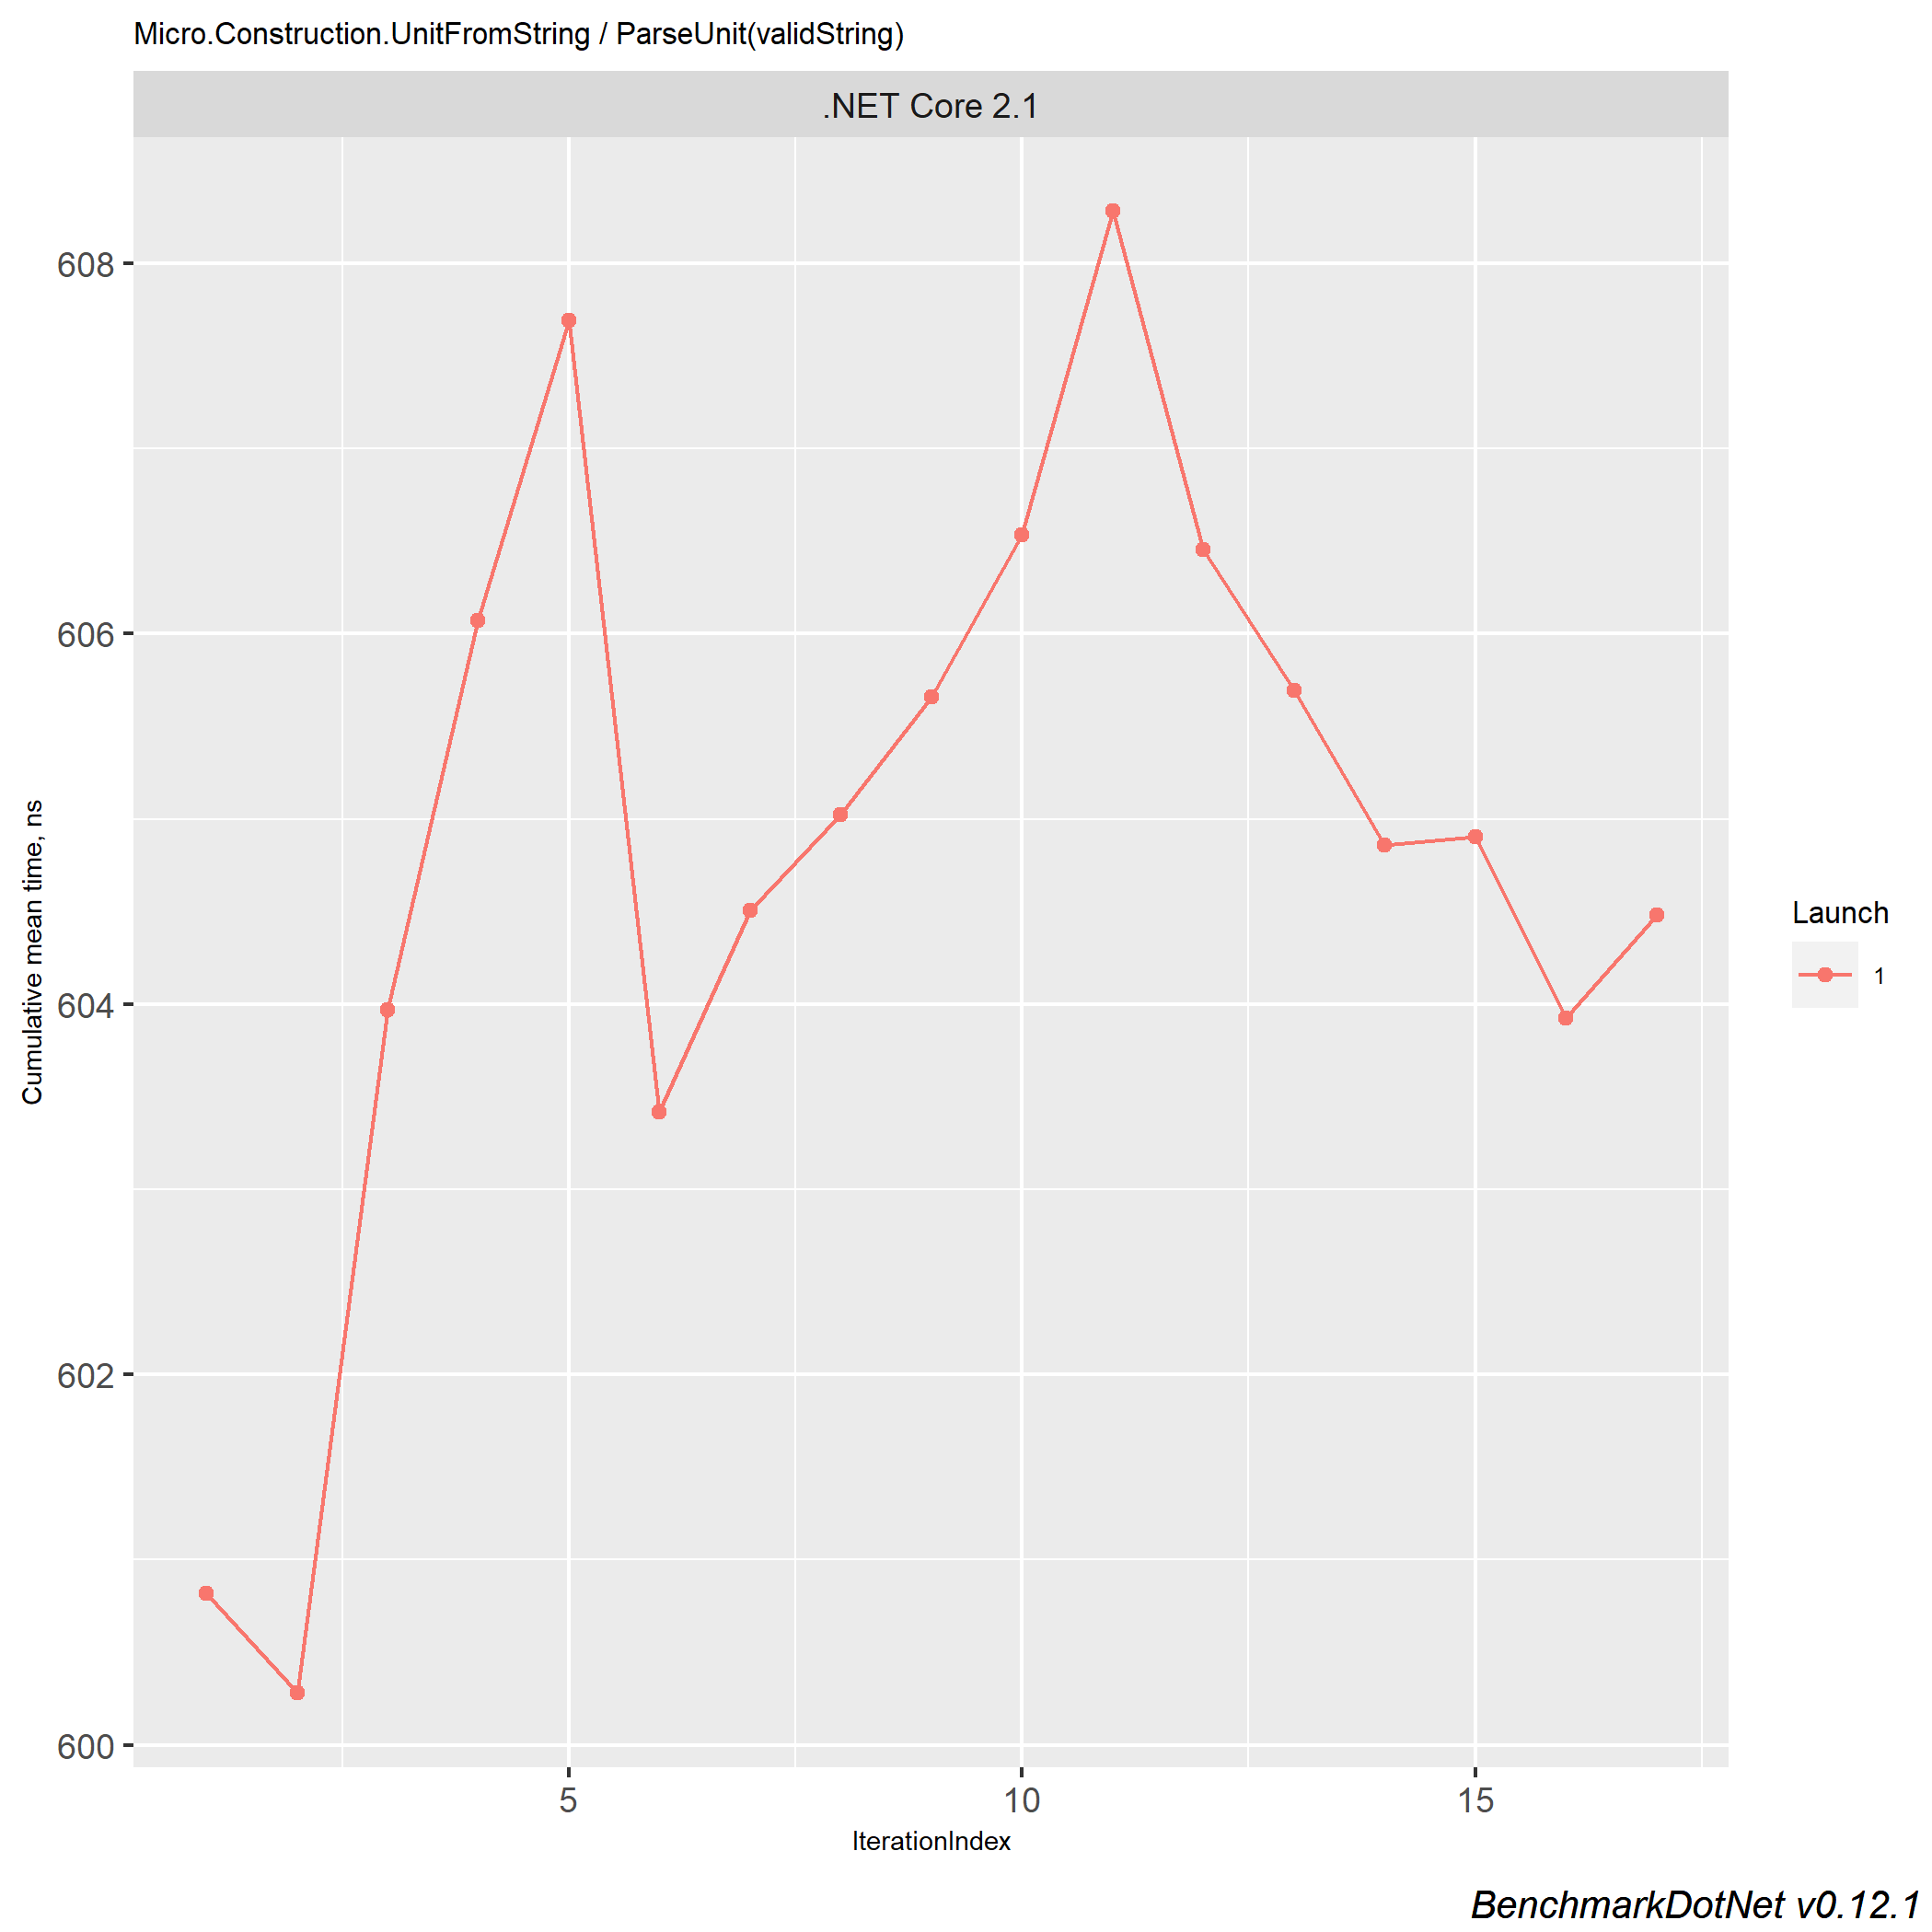 Micro.Construction.UnitFromString / ParseUnit(validString)
.NET Core 2.1
608
606
604
602
600
Cumulative mean time, ns
5
10
15
IterationIndex
Launch
1
BenchmarkDotNet v0.12.1